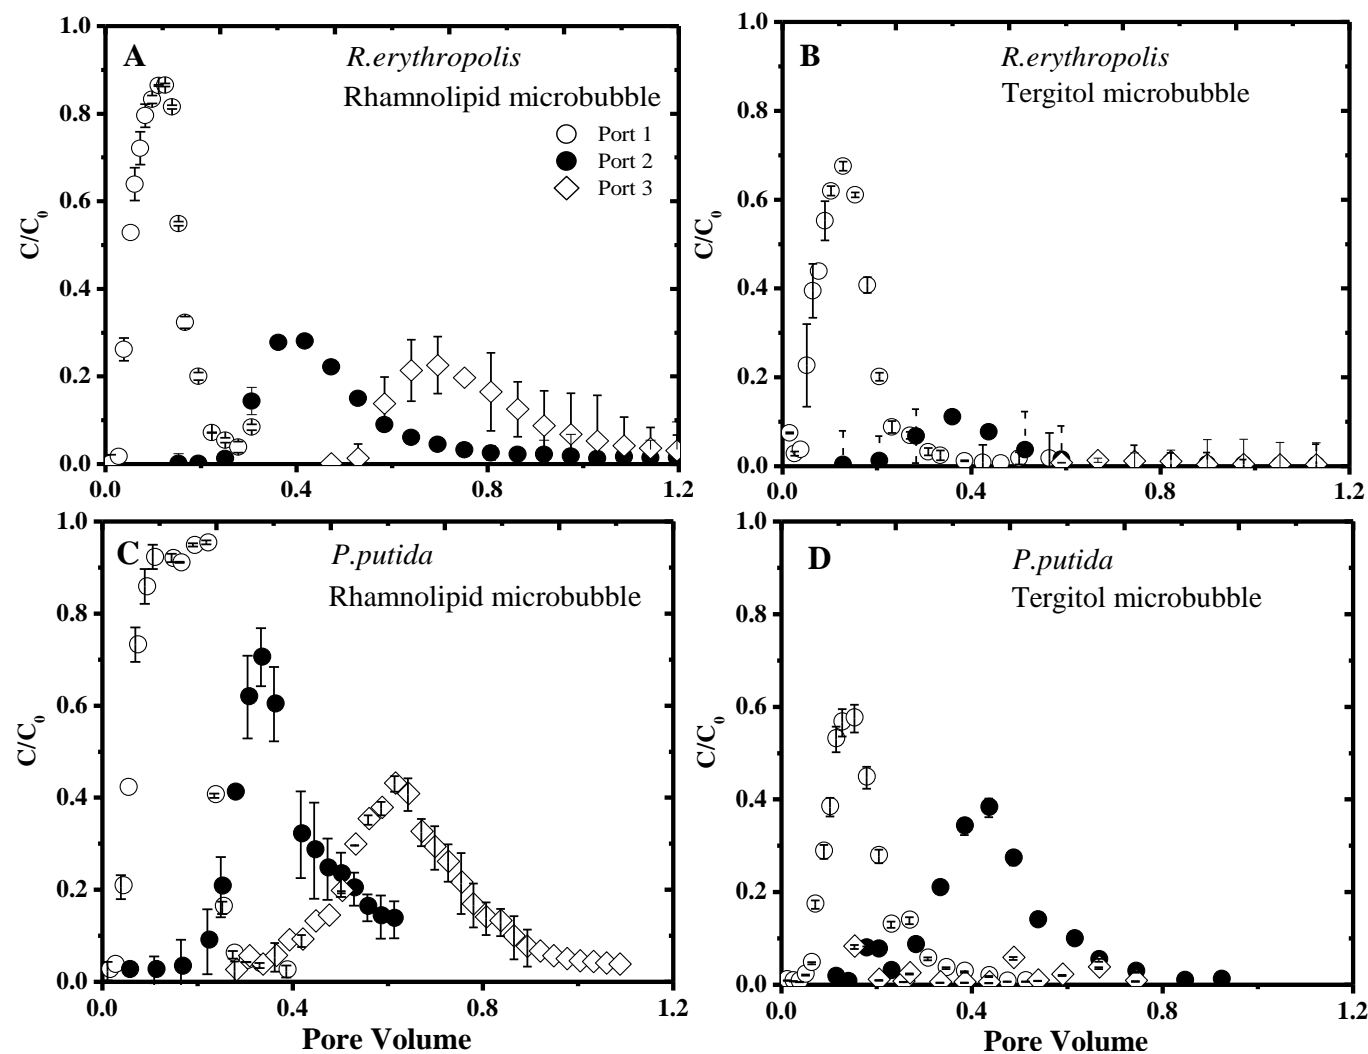 A
R.erythropolis
Rhamnolipid microbubble
Port 1
Port 2
Port 3
C/C0
1.0
0.8
0.6
0.4
0.2
0.0
0.0 0.4 0.8 1.2
B
R.erythropolis
Tergitol microbubble
C/C0
1.0
0.8
0.6
0.4
0.2
0.0
0.0 0.4 0.8 1.2
C
P.putida
Rhamnolipid microbubble
C/C0
1.0
0.8
0.6
0.4
0.2
0.0
0.0 0.4 0.8 1.2
Pore Volume
D
P.putida
Tergitol microbubble
C/C0
1.0
0.8
0.6
0.4
0.2
0.0
0.0 0.4 0.8 1.2
Pore Volume